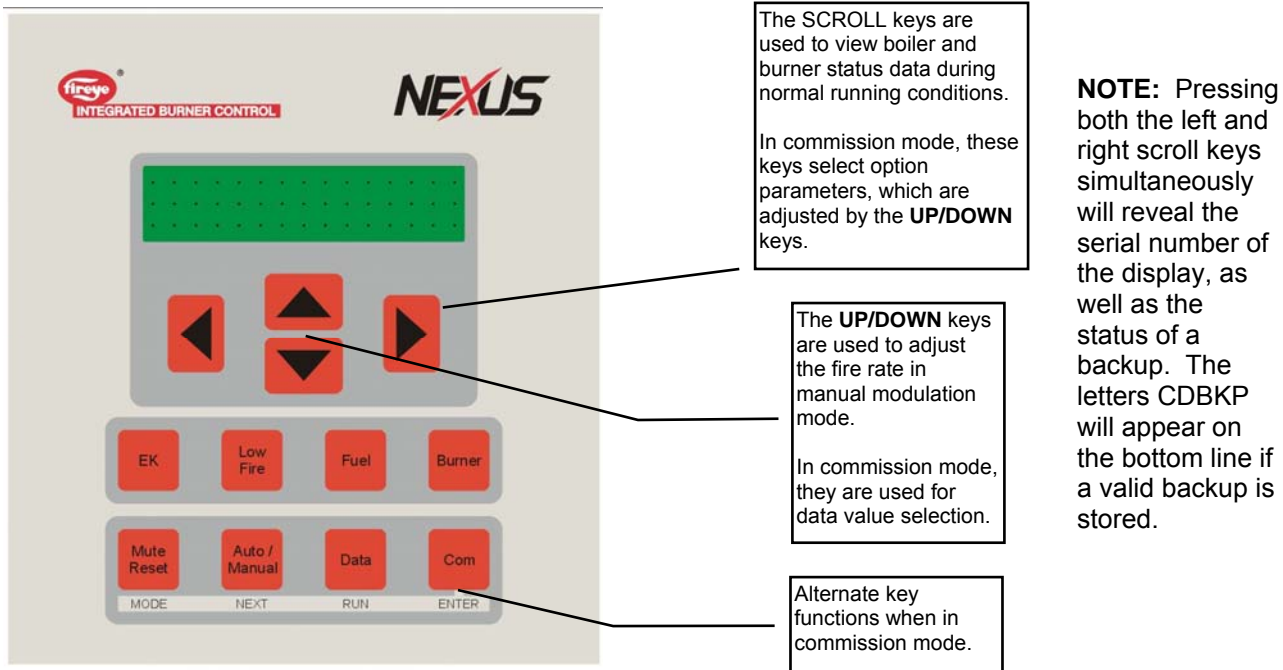 fireye®
INTEGRATED BURNER CONTROL
NEXUS
EK
Low
Fire
Fuel
Burner
Mute
Reset
Auto /
Manual
Data
Com
MODE
NEXT
RUN
ENTER
The SCROLL keys are
used to view boiler and
burner status data during
normal running conditions.
In commission mode, these
keys select option
parameters, which are
adjusted by the UP/DOWN
keys.
The UP/DOWN keys
are used to adjust
the fire rate in
manual modulation
mode.
In commission mode,
they are used for
data value selection.
Alternate key
functions when in
commission mode.
NOTE: Pressing
both the left and
right scroll keys
simultaneously
will reveal the
serial number of
the display, as
well as the
status of a
backup. The
letters CDBKP
will appear on
the bottom line if
a valid backup is
stored.